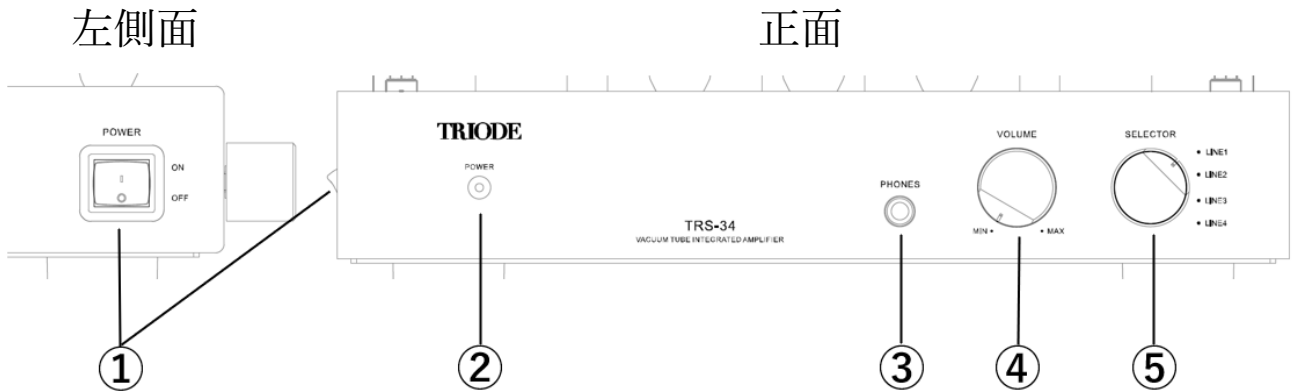 左側面
正面
POWER
ON
OFF
TRIODE
POWER
TRS-34
VACUUM TUBE INTEGRATED AMPLIFIER
PHONES
VOLUME
MIN
MAX
SELECTOR
LINE1
LINE2
LINE3
LINE4
① ② ③ ④ ⑤